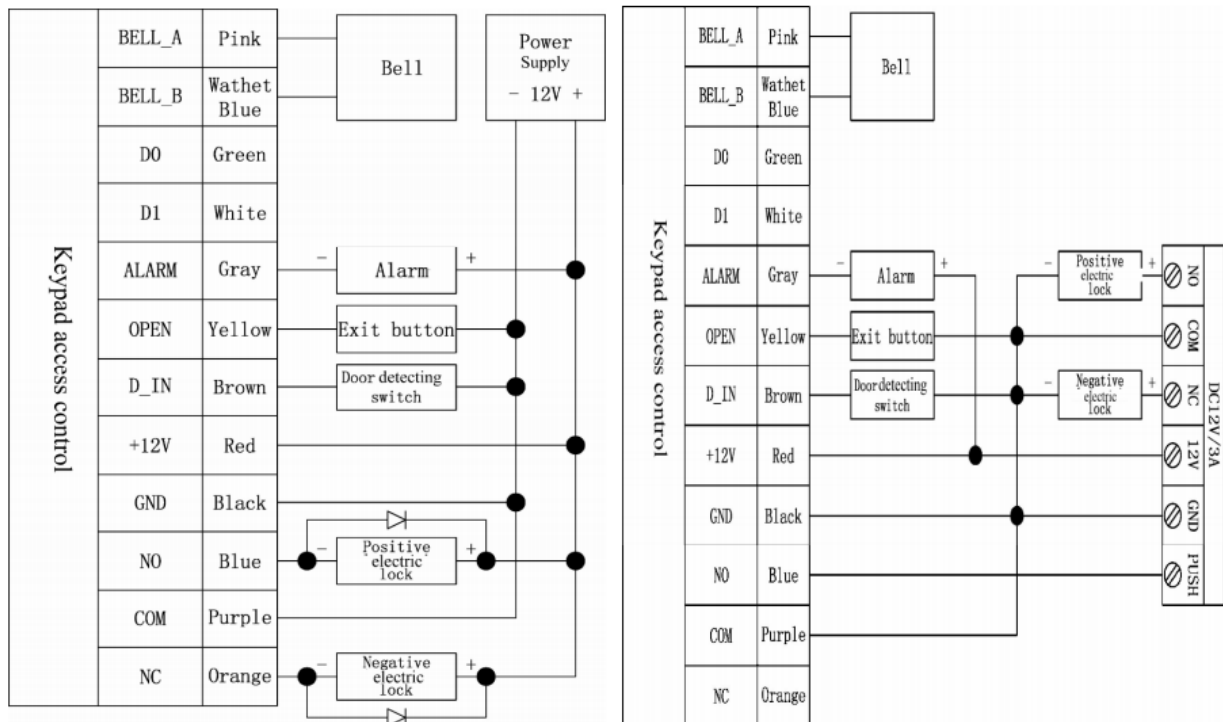 Keypad access control
BELL_A Pink
BELL_B Wathet
Blue
D0 Green
D1 White
ALARM Gray
OPEN Yellow
D_IN Brown
+12V Red
GND Black
NO Blue
COM Purple
NC Orange
Bell
Power
Supply
- 12V +
- Alarm +
Exit button
Door detecting
switch
- Positive +
electric
lock
- Negative +
electric
lock
Keypad access control
BELL_A Pink
BELL_B Wathet
Blue
D0 Green
D1 White
ALARM Gray
OPEN Yellow
D_IN Brown
+12V Red
GND Black
NO Blue
COM Purple
NC Orange
Bell
- Alarm +
Exit button
Door detecting
switch
- Positive +
electric
lock
- Negative +
electric
lock
NO
COM
NC
12V
GND
PUSH
DC12V/3A